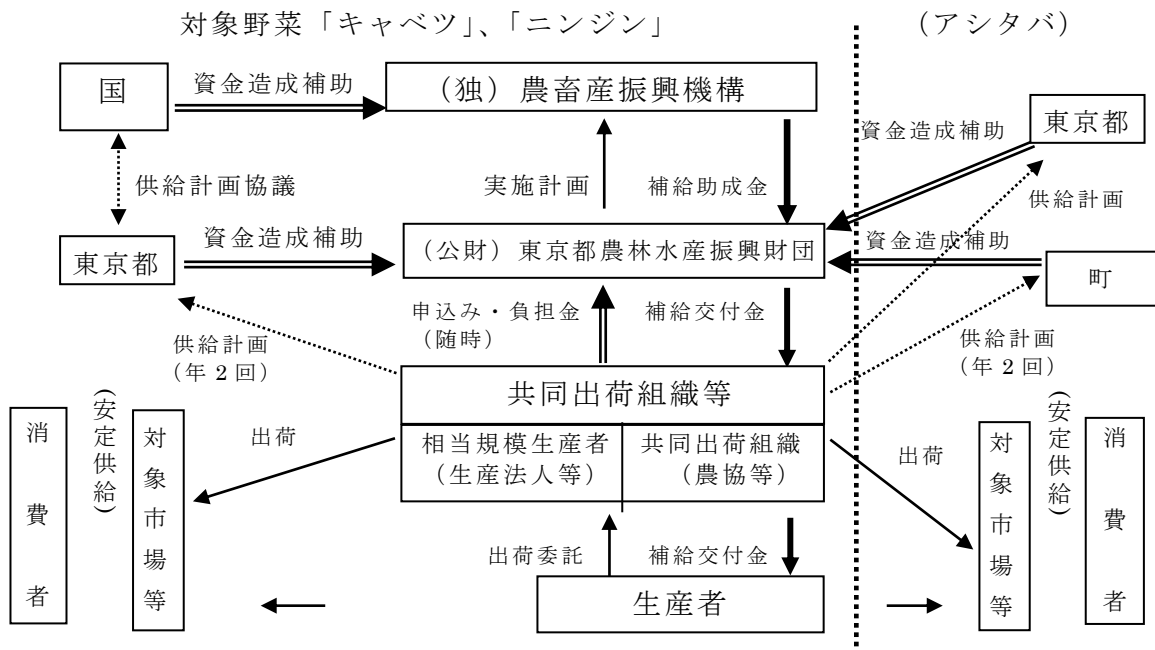 対象野菜「キャベツ」、「ニンジン」
(アシタバ)
国
資金造成補助
(独)農畜産振興機構
資金造成補助
東京都
供給計画協議
実施計画
補給助成金
供給計画
東京都
資金造成補助
(公財)東京都農林水産振興財団
資金造成補助
町
申込み・負担金
(随時)
補給交付金
供給計画
(年2回)
供給計画
(年2回)
共同出荷組織等
相当規模生産者
(生産法人等)
共同出荷組織
(農協等)
消費者
(安定供給)
対象市場等
出荷
出荷
対象市場等
(安定供給)
消費者
出荷委託
補給交付金
生産者